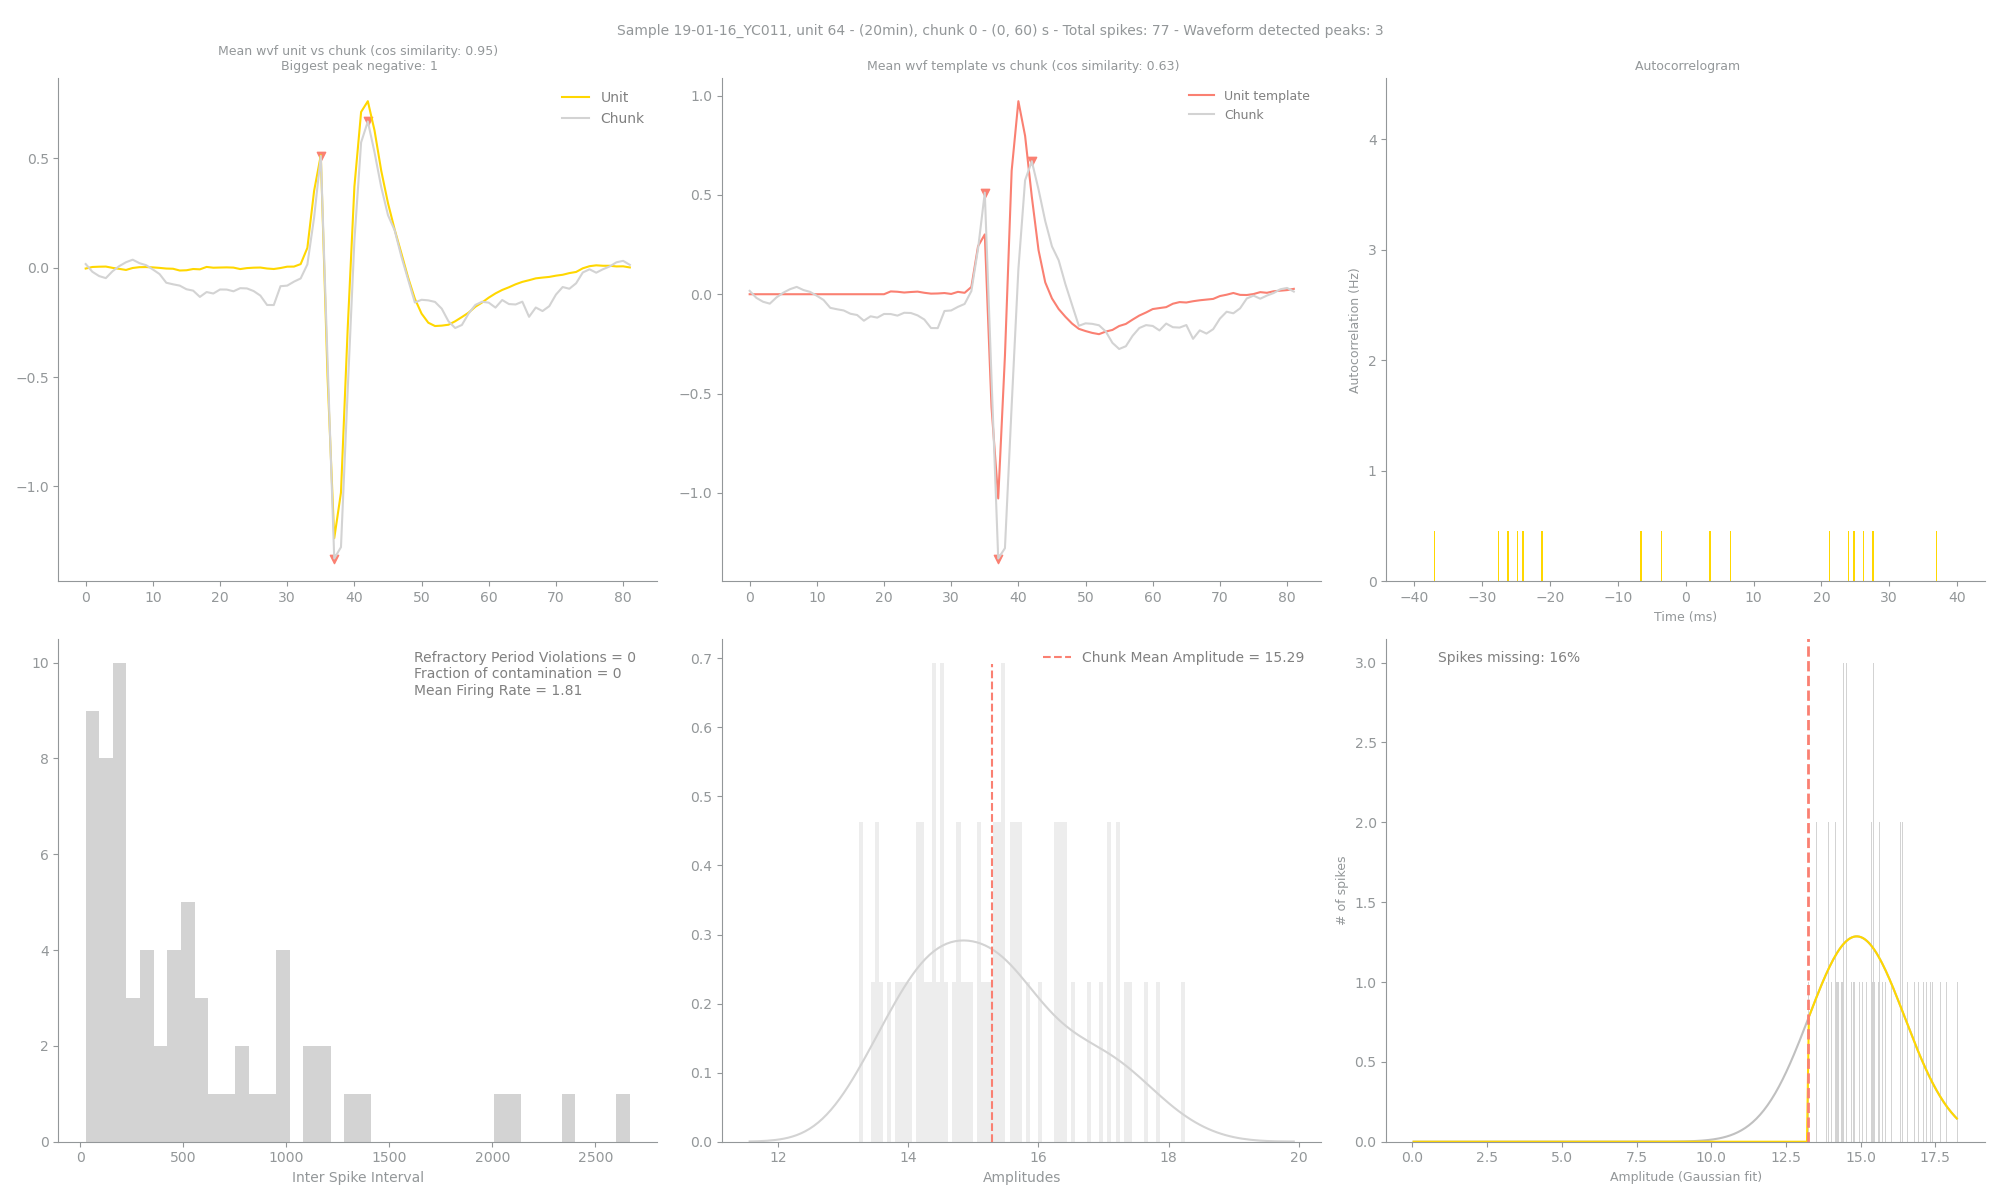 Sample 19-01-16_YC011, unit 64 - (20min), chunk 0 - (0, 60) s - Total spikes: 77 - Waveform detected peaks: 3
Mean wvf unit vs chunk (cos similarity: 0.95)
Biggest peak negative: 1
Unit
Chunk
0.5
0.0
−0.5
−1.0
0 10 20 30 40 50 60 70 80
Mean wvf template vs chunk (cos similarity: 0.63)
Unit template
Chunk
1.0
0.5
0.0
−0.5
−1.0
0 10 20 30 40 50 60 70 80
Autocorrelogram
Autocorrelation (Hz)
4
3
2
1
0
−40 −30 −20 −10 0 10 20 30 40
Time (ms)
Refractory Period Violations = 0
Fraction of contamination = 0
Mean Firing Rate = 1.81
10
8
6
4
2
0
0 500 1000 1500 2000 2500
Inter Spike Interval
Chunk Mean Amplitude = 15.29
0.7
0.6
0.5
0.4
0.3
0.2
0.1
0.0
12 14 16 18 20
Amplitudes
Spikes missing: 16%
# of spikes
3.0
2.5
2.0
1.5
1.0
0.5
0.0
0.0 2.5 5.0 7.5 10.0 12.5 15.0 17.5
Amplitude (Gaussian fit)